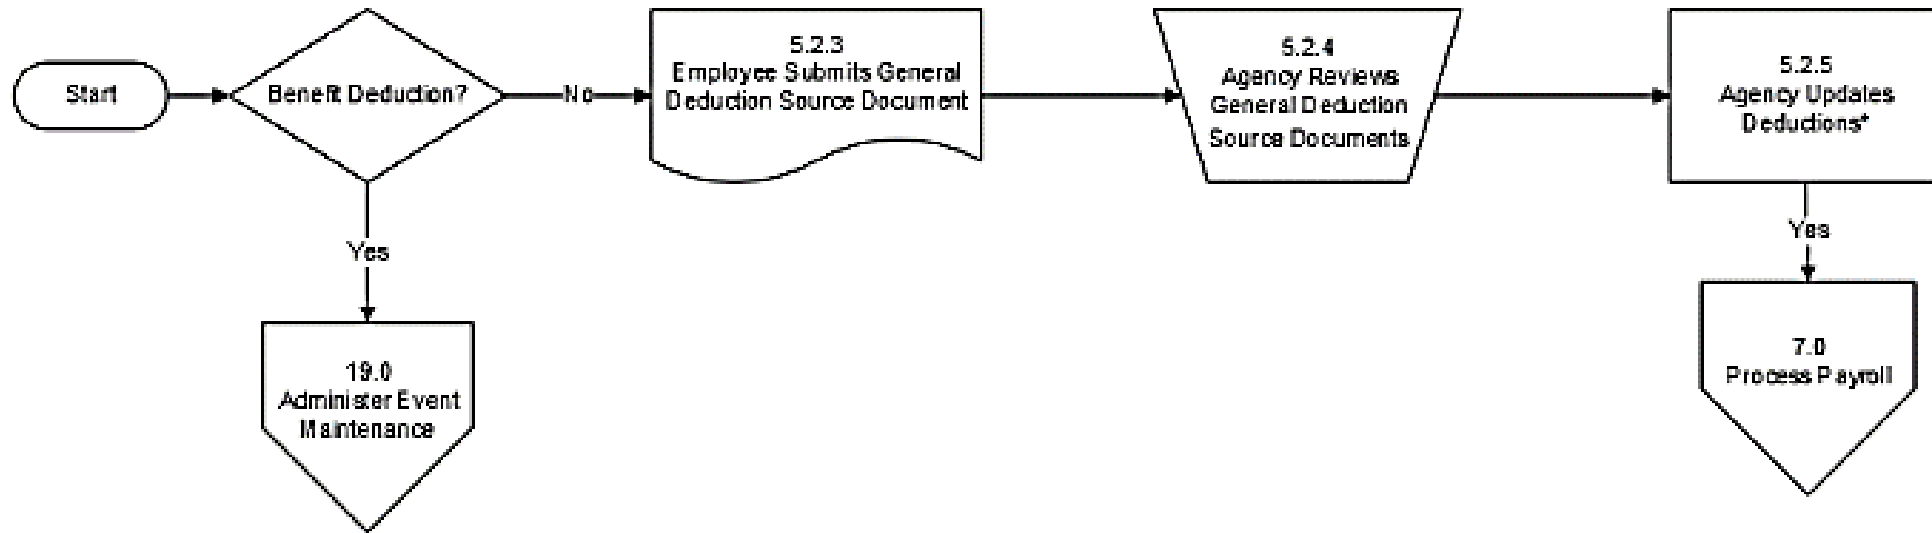 Start
Benefit Deduction?
No
5.2.3
Employee Submits General
Deduction Source Document
5.2.4
Agency Reviews
General Deduction
Source Documents
5.2.5
Agency Updates
Deductions*
Yes
Yes
19.0
Administer Event
Maintenance
7.0
Process Payroll